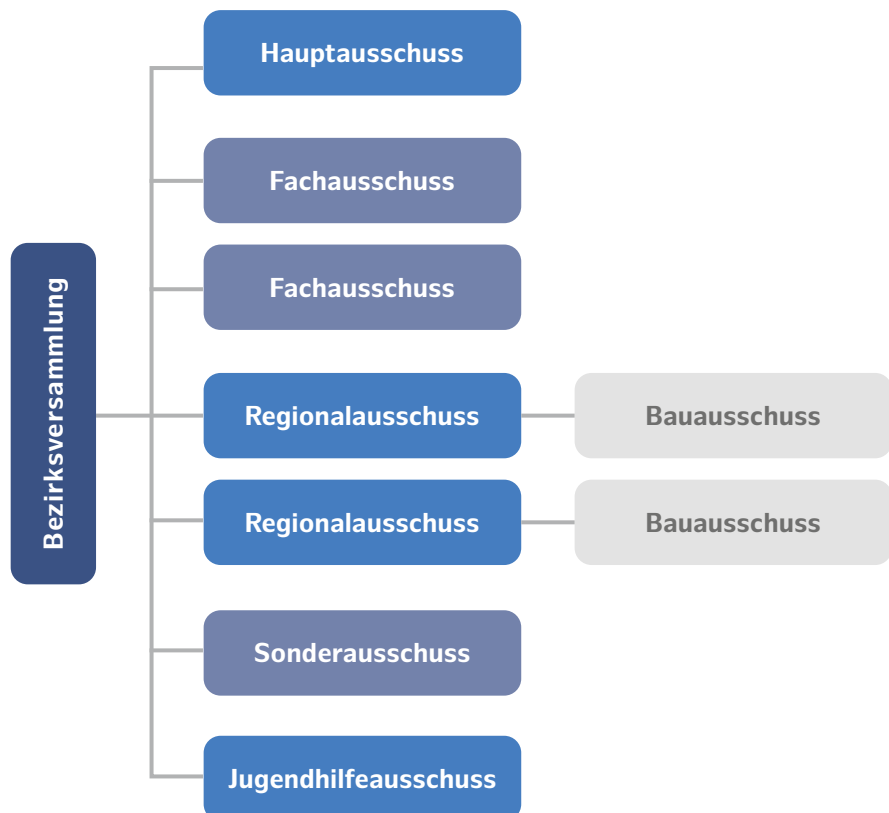 Bezirksversammlung
Hauptausschuss
Fachausschuss
Fachausschuss
Regionalausschuss
Bauausschuss
Regionalausschuss
Bauausschuss
Sonderausschuss
Jugendhilfeausschuss